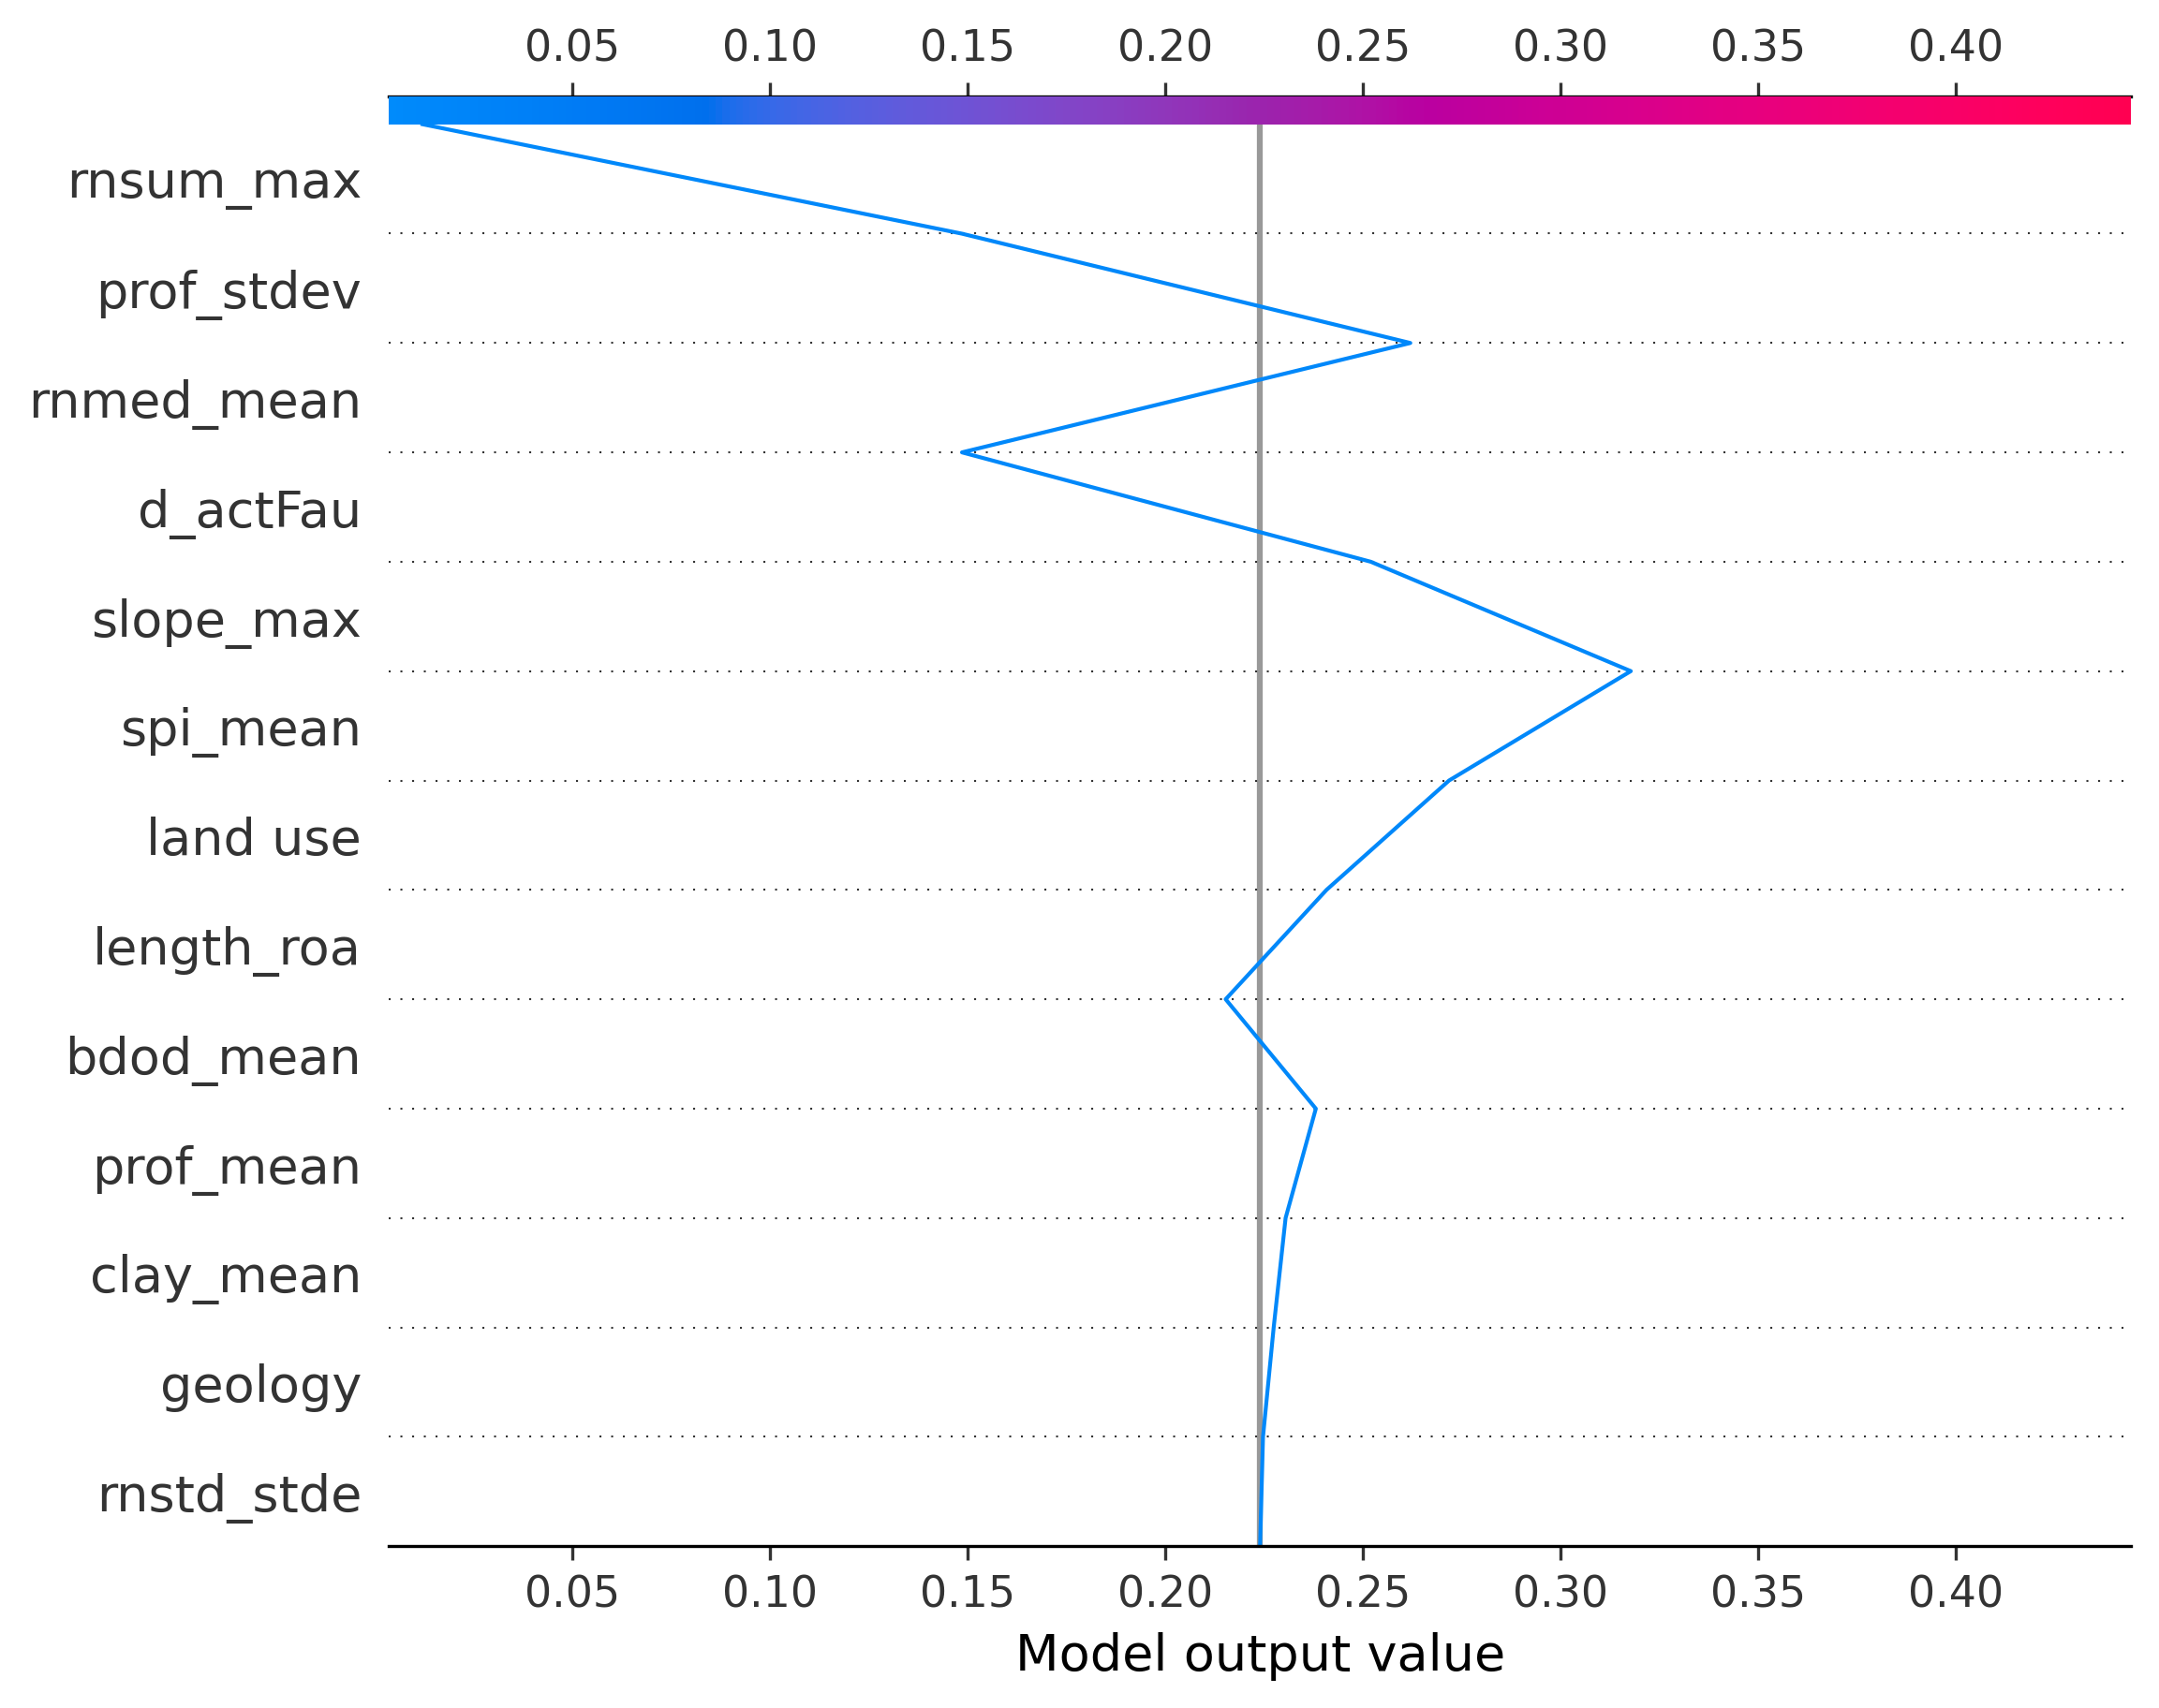 0.05 0.10 0.15 0.20 0.25 0.30 0.35 0.40
rnsum_max
prof_stdev
rnmed_mean
d_actFau
slope_max
spi_mean
land use
length_roa
bdod_mean
prof_mean
clay_mean
geology
rnstd_stde
0.05 0.10 0.15 0.20 0.25 0.30 0.35 0.40
Model output value